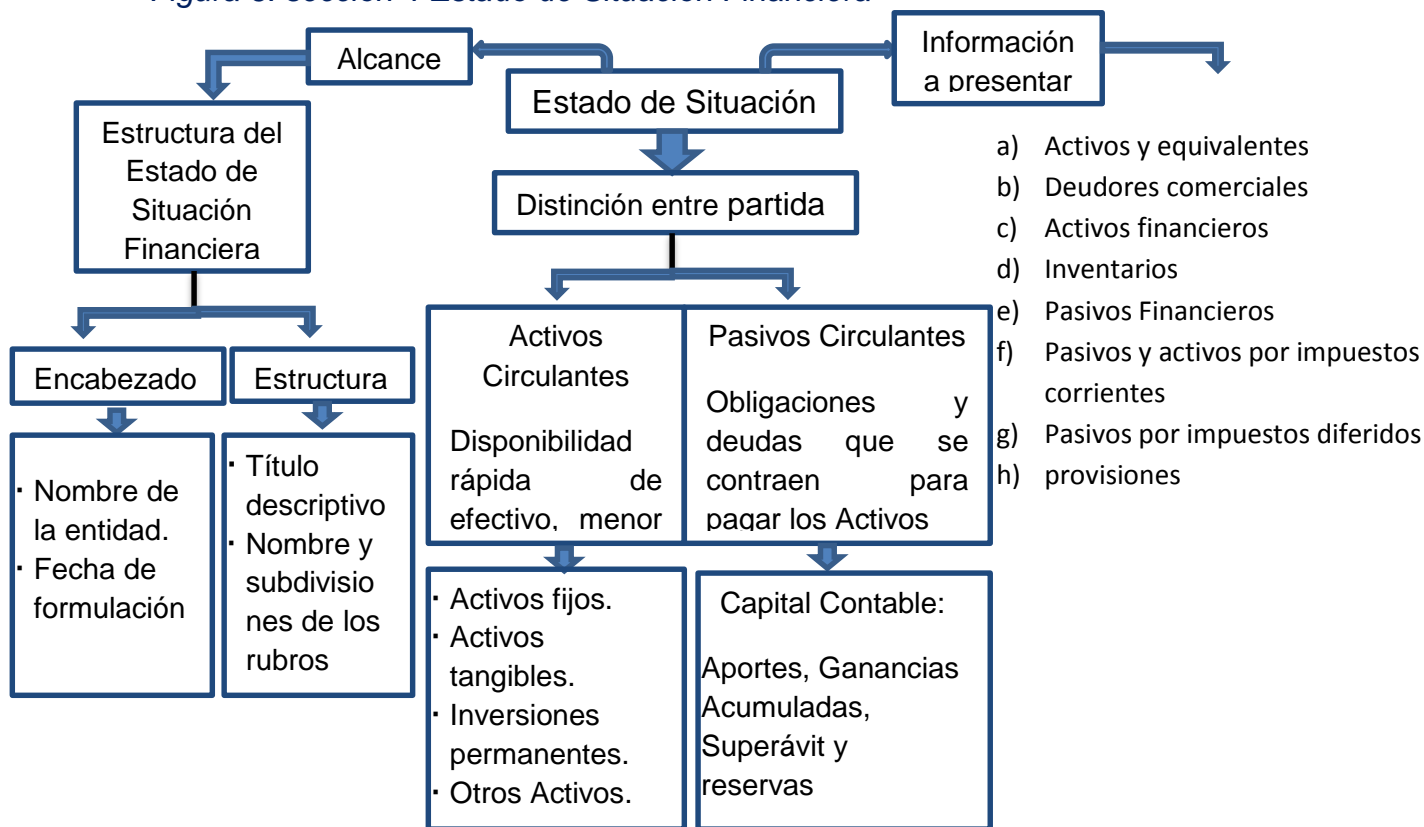 Alcance
Información
a presentar
Estado de Situación
Estructura del
Estado de
Situación
Financiera
Distinción entre partida
a) Activos y equivalentes
b) Deudores comerciales
c) Activos financieros
d) Inventarios
e) Pasivos Financieros
f) Pasivos y activos por impuestos
corrientes
g) Pasivos por impuestos diferidos
h) provisiones
Encabezado
Estructura
· Nombre de
la entidad.
· Fecha de
formulación
· Título
descriptivo
· Nombre y
subdivisio
nes de los
rubros
Activos
Circulantes
Disponibilidad
rápida de
efectivo, menor
Pasivos Circulantes
Obligaciones y
deudas que se
contraen para
pagar los Activos
· Activos fijos.
· Activos
tangibles.
· Inversiones
permanentes.
· Otros Activos.
Capital Contable:
Aportes, Ganancias
Acumuladas,
Superávit y
reservas